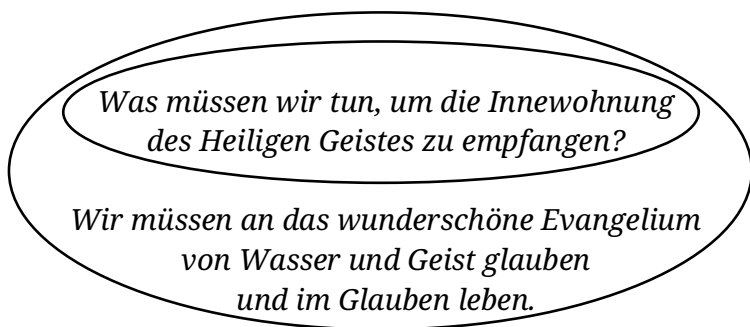 Was müssen wir tun, um die Innewohnung
des Heiligen Geistes zu empfangen?
Wir müssen an das wunderschöne Evangelium
von Wasser und Geist glauben
und im Glauben leben.